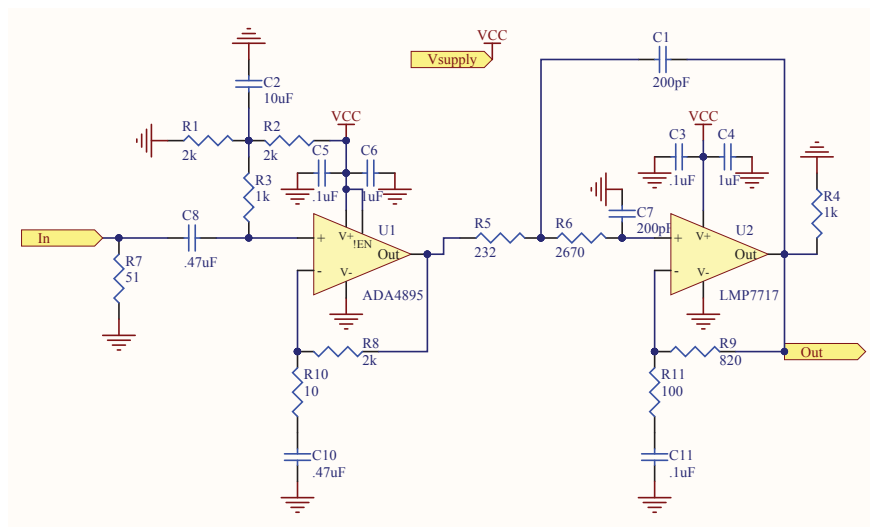 VCC
Vsupply
C1
200pF
C2
10uF
R1
2k
R2
2k
VCC
C5
.1uF
C6
1uF
R3
1k
VCC
C3
.1uF
C4
1uF
R4
1k
In
C8
.47uF
R7
51
U1
+
V+
!EN
Out
-
V-
ADA4895
R5
232
R6
2670
C7
200pF
U2
+
V+
Out
-
V-
LMP7717
R8
2k
R10
10
C10
.47uF
R9
820
Out
R11
100
C11
.1uF